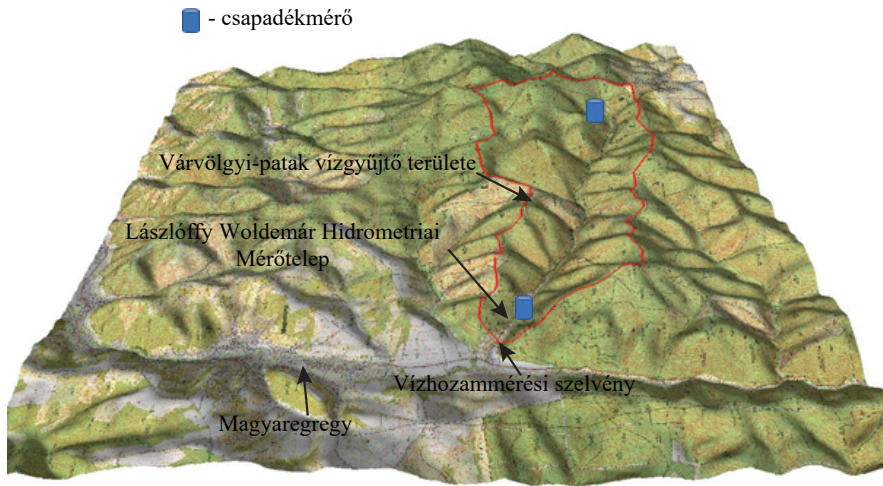 - csapadékmérő
Várvölgyi-patak vízgyűjtő területe
Lászlóffy Woldemár Hidrometriai
Mérőtelep
Vízhozammérési szelvény
Magyaregregy